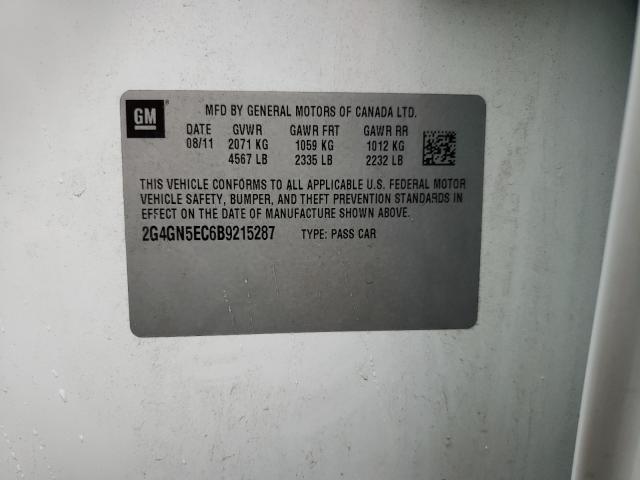 GM
MFD BY GENERAL MOTORS OF CANADA LTD.
DATE GVWR GAWR FRT GAWR RR
08/11 2071 KG 1059 KG 1012 KG
4567 LB 2335 LB 2232 LB
THIS VEHICLE CONFORMS TO ALL APPLICABLE U.S. FEDERAL MOTOR
VEHICLE SAFETY, BUMPER, AND THEFT PREVENTION STANDARDS IN
EFFECT ON THE DATE OF MANUFACTURE SHOWN ABOVE.
2G4GN5EC6B9215287 TYPE: PASS CAR